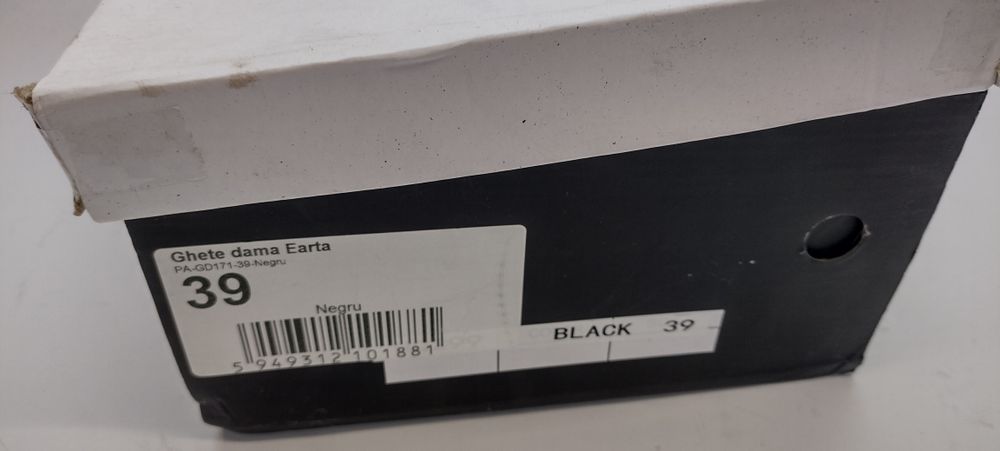 Ghete dama Earta
PA-GD171-39-Negru
39
Negru
5 949312 101881
BLACK 39